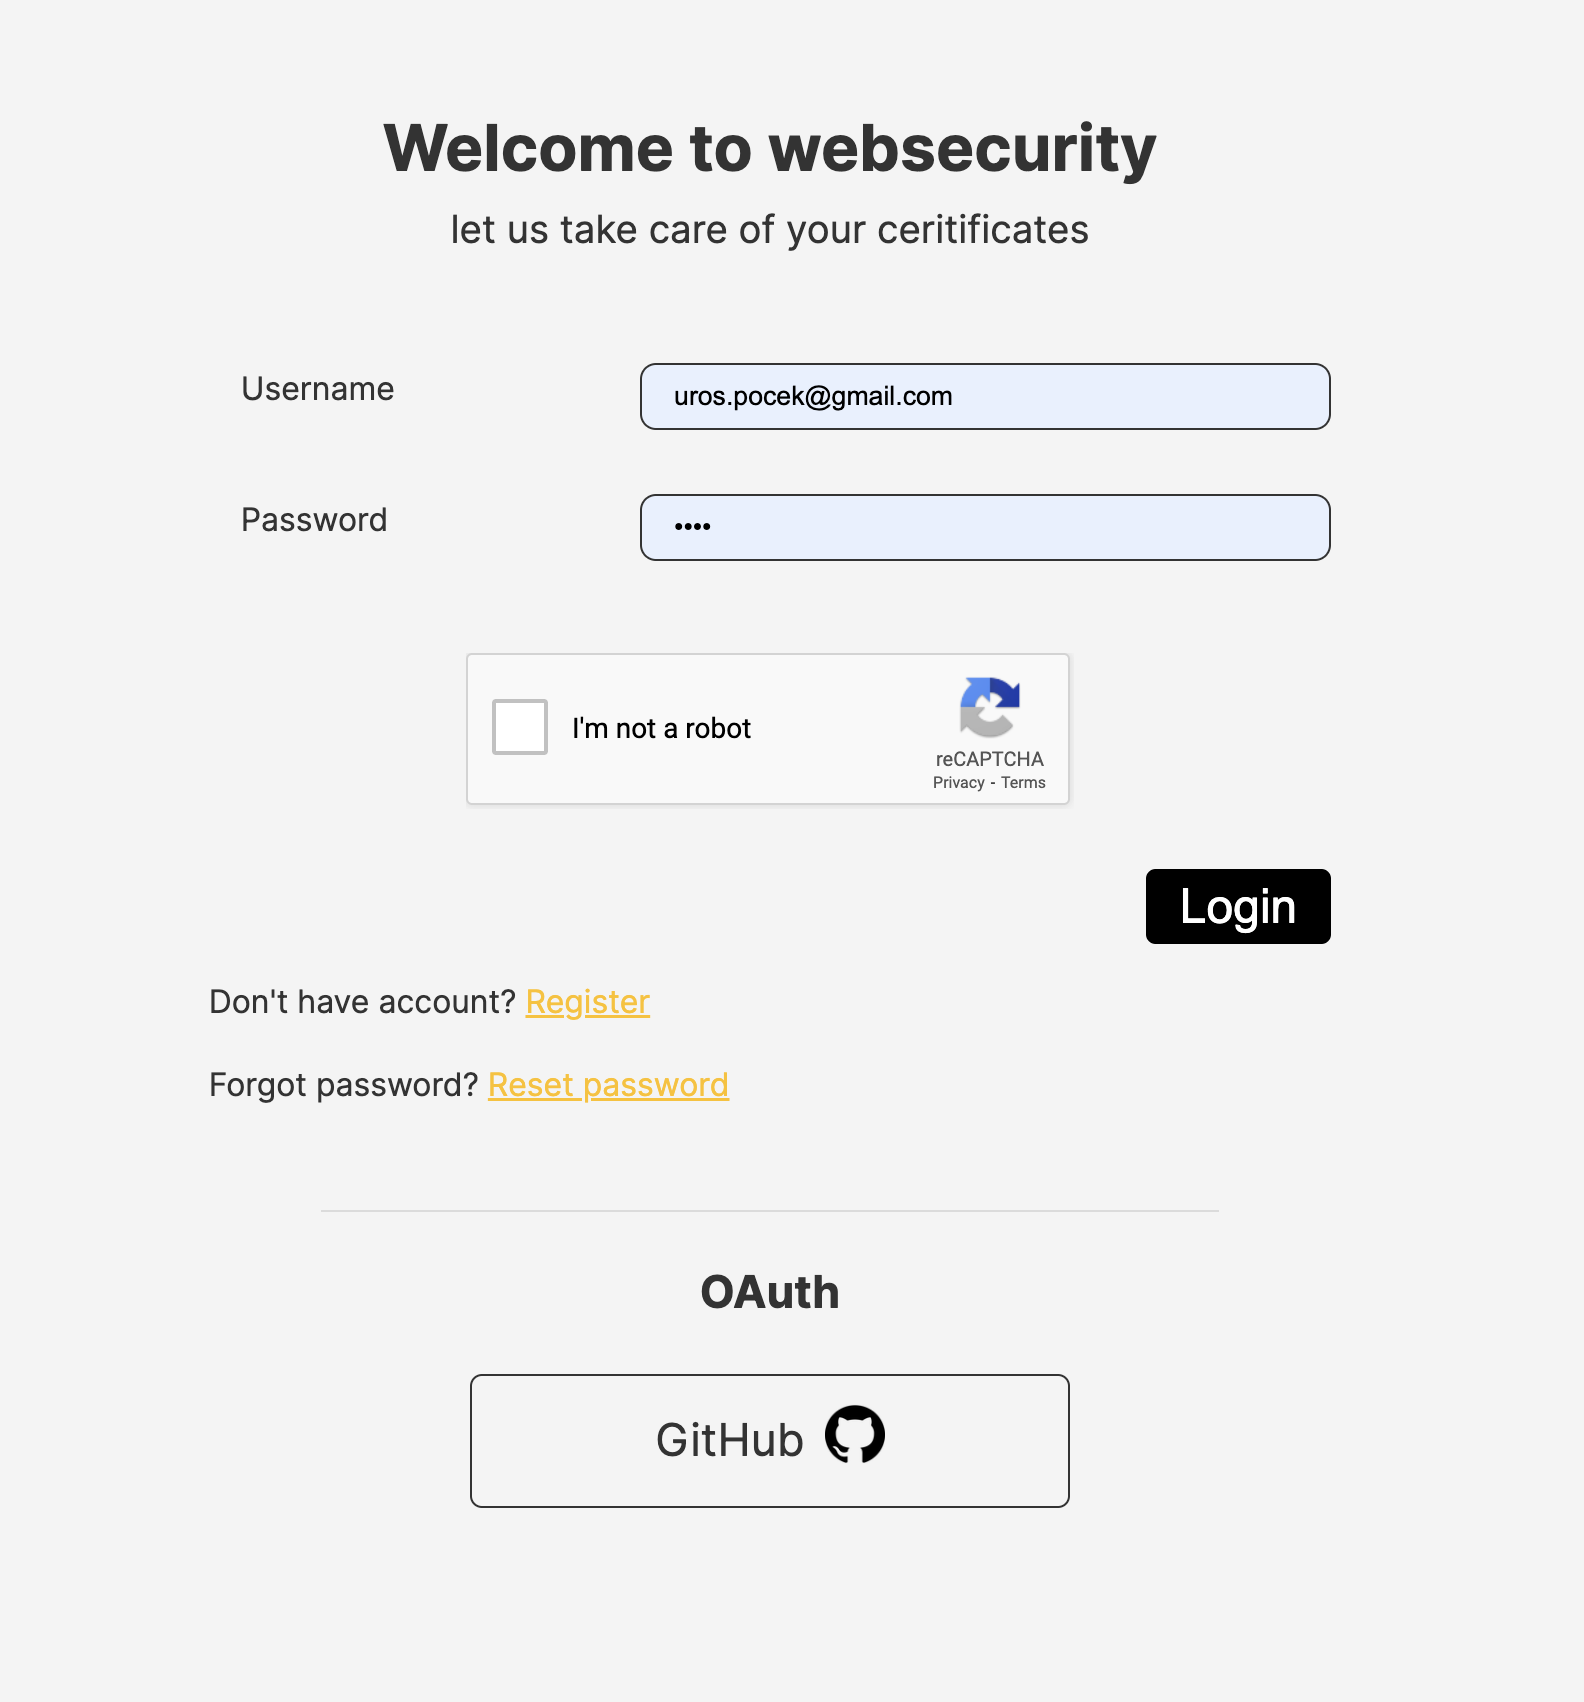 Welcome to websecurity
let us take care of your ceritificates
Username
uros.pocek@gmail.com
Password
••••
I'm not a robot
reCAPTCHA
Privacy - Terms
Login
Don't have account? Register
Forgot password? Reset password
OAuth
GitHub